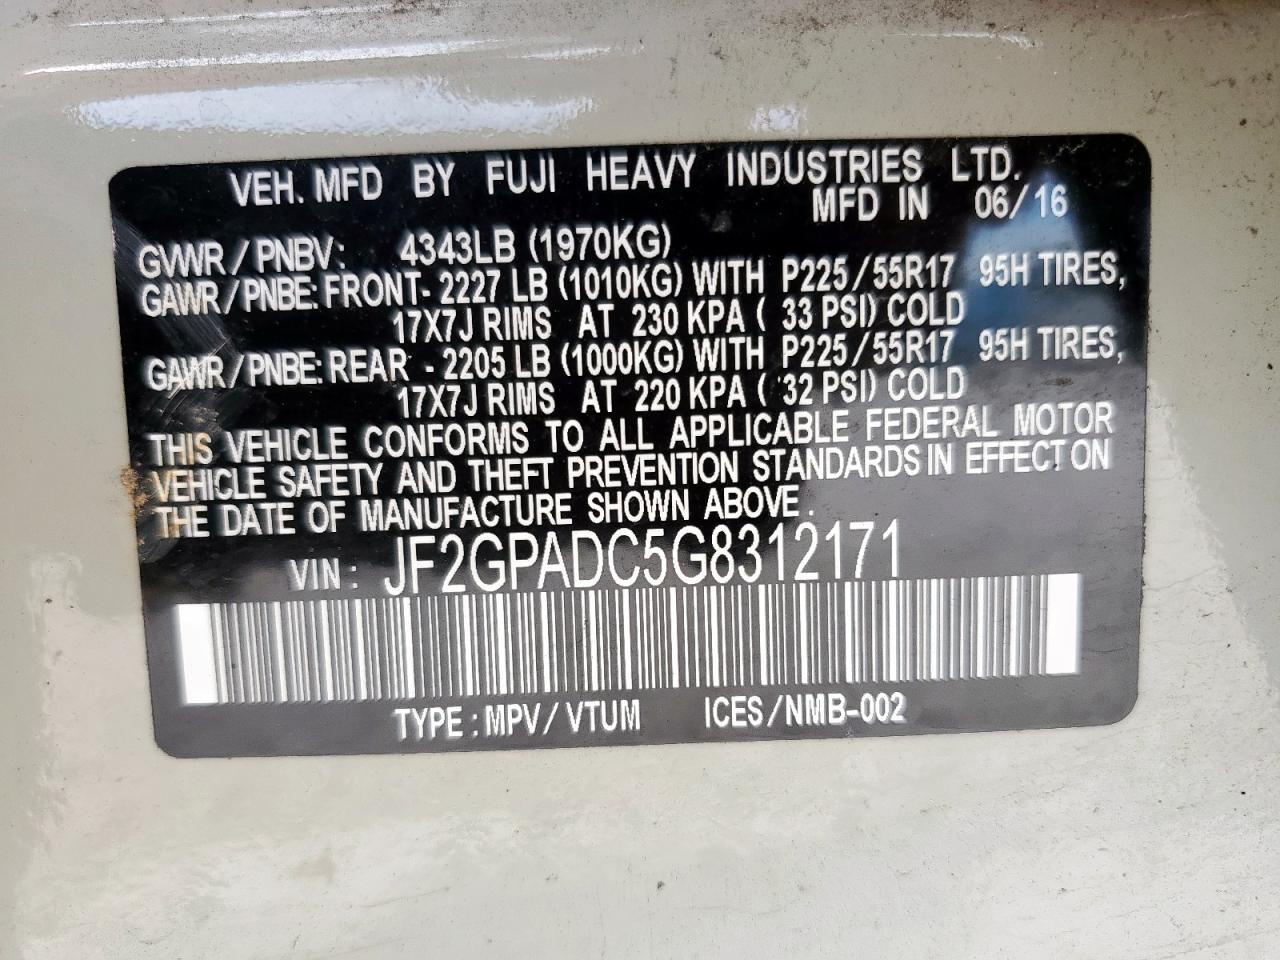 VEH. MFD BY FUJI HEAVY INDUSTRIES LTD.
MFD IN 06/16
GVWR/PNBV: 4343LB (1970KG)
GAWR/PNBE: FRONT- 2227 LB (1010KG) WITH P225/55R17 95H TIRES,
17X7J RIMS AT 230 KPA ( 33 PSI) COLD
GAWR/PNBE: REAR - 2205 LB (1000KG) WITH P225/55R17 95H TIRES,
17X7J RIMS AT 220 KPA ( 32 PSI) COLD
THIS VEHICLE CONFORMS TO ALL APPLICABLE FEDERAL MOTOR
VEHICLE SAFETY AND THEFT PREVENTION STANDARDS IN EFFECT ON
THE DATE OF MANUFACTURE SHOWN ABOVE.
VIN: JF2GPADC5G8312171
TYPE: MPV/VTUM ICES/NMB-002